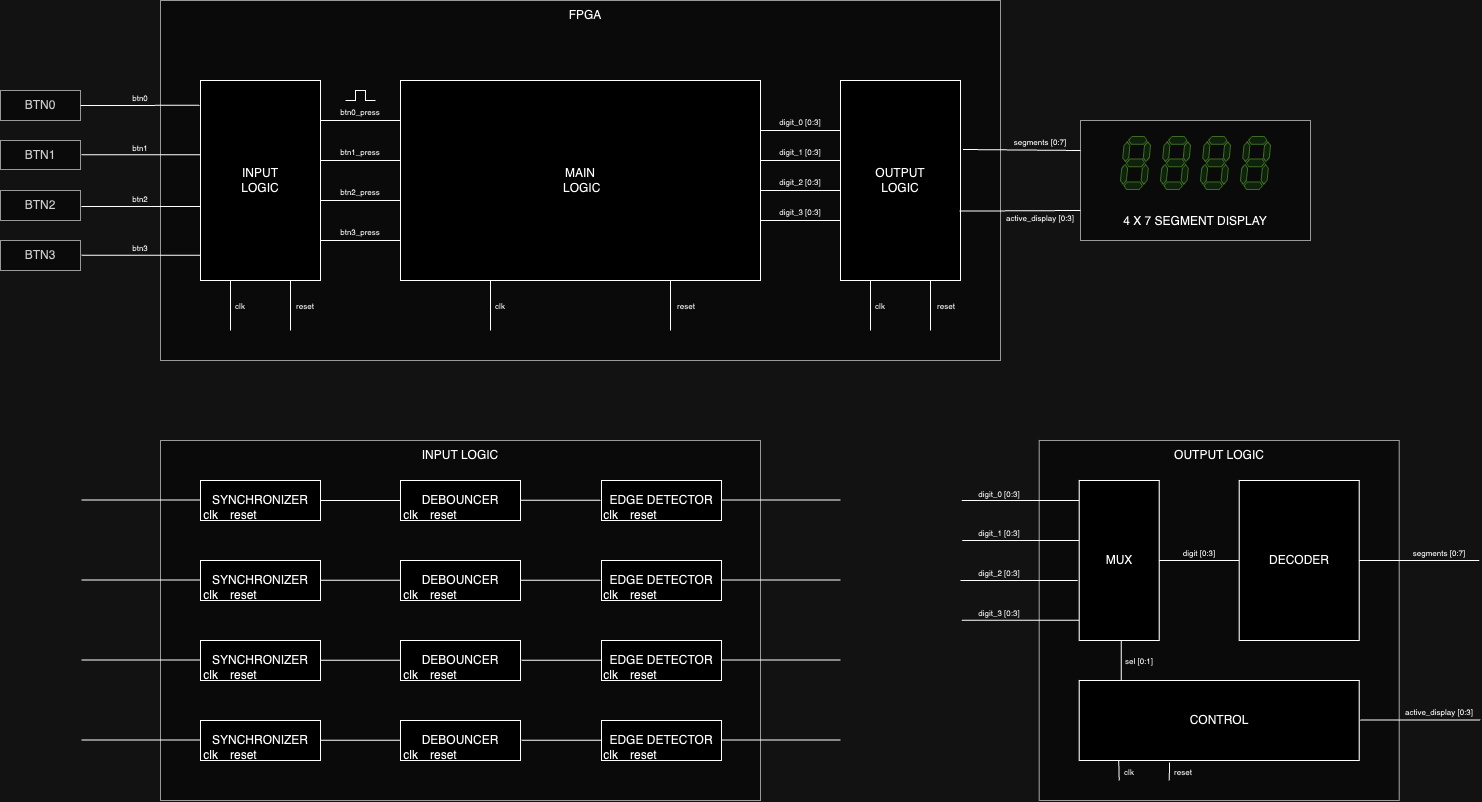 FPGA
BTN0
btn0
BTN1
btn1
BTN2
btn2
BTN3
btn3
INPUT
LOGIC
clk
reset
btn0_press
btn1_press
btn2_press
btn3_press
MAIN
LOGIC
clk
reset
digit_0 [0:3]
digit_1 [0:3]
digit_2 [0:3]
digit_3 [0:3]
OUTPUT
LOGIC
clk
reset
segments [0:7]
active_display [0:3]
8888
4 X 7 SEGMENT DISPLAY
INPUT LOGIC
SYNCHRONIZER
clk reset
DEBOUNCER
clk reset
EDGE DETECTOR
clk reset
SYNCHRONIZER
clk reset
DEBOUNCER
clk reset
EDGE DETECTOR
clk reset
SYNCHRONIZER
clk reset
DEBOUNCER
clk reset
EDGE DETECTOR
clk reset
SYNCHRONIZER
clk reset
DEBOUNCER
clk reset
EDGE DETECTOR
clk reset
OUTPUT LOGIC
digit_0 [0:3]
digit_1 [0:3]
digit_2 [0:3]
digit_3 [0:3]
MUX
digit [0:3]
DECODER
segments [0:7]
sel [0:1]
CONTROL
active_display [0:3]
clk
reset